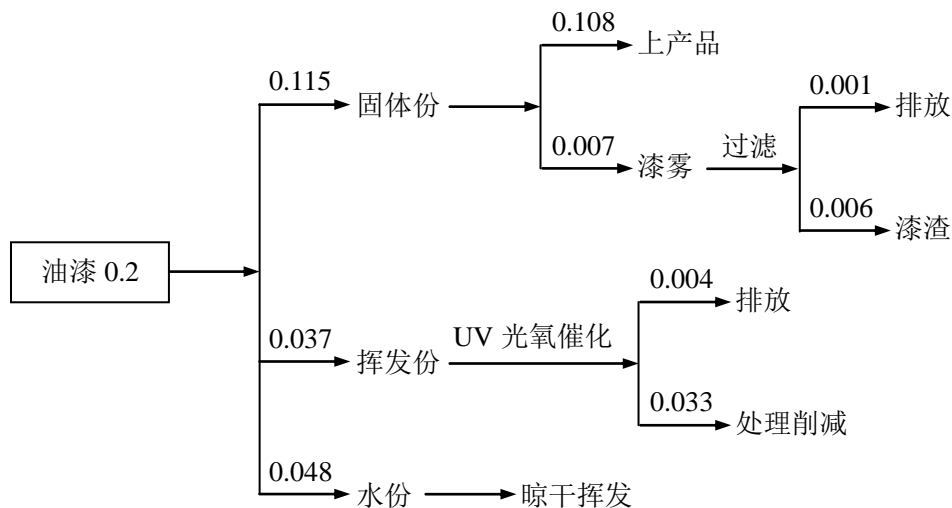 0.108
上产品
0.115
固体份
0.001
排放
0.007
漆雾
过滤
0.006
漆渣
油漆 0.2
0.004
排放
0.037
挥发份
UV 光氧催化
0.033
处理削减
0.048
水份
晾干挥发